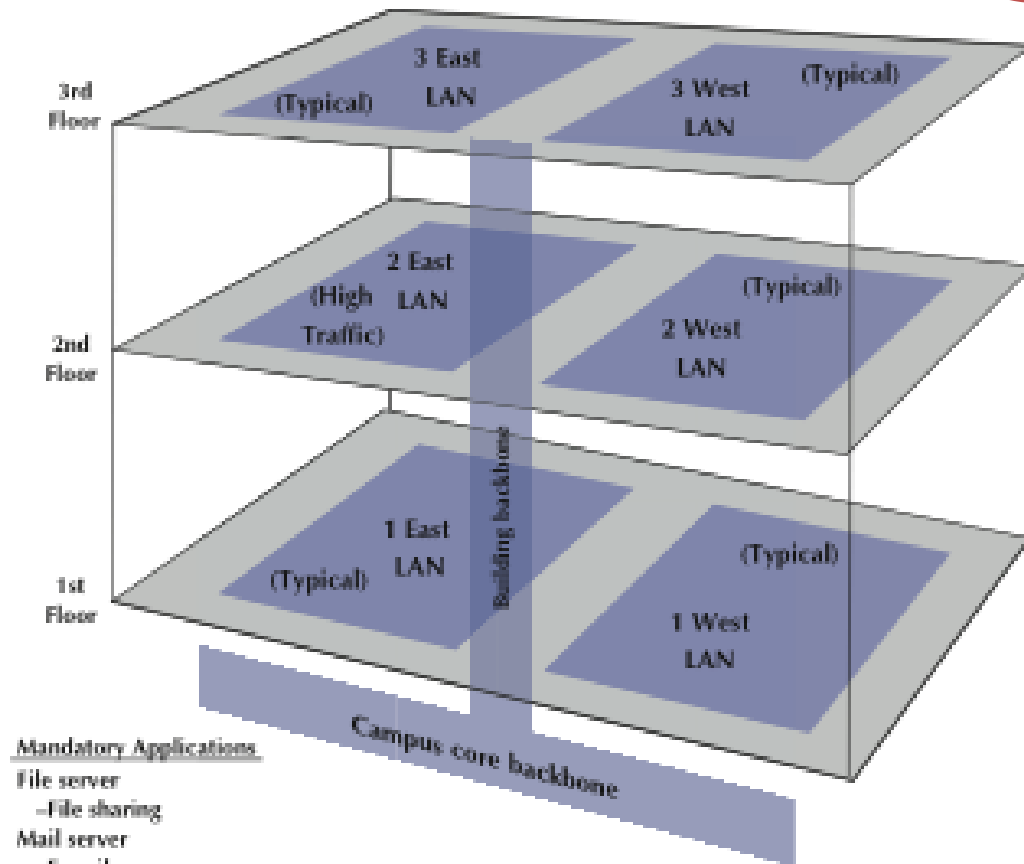 3rd
Floor
3 East
LAN
(Typical)
3 West
LAN
(Typical)
2nd
Floor
2 East
LAN
(High
Traffic)
2 West
LAN
(Typical)
1st
Floor
1 East
LAN
(Typical)
1 West
LAN
(Typical)
Building backbone
Campus core backbone
Mandatory Applications
File server
–File sharing
Mail server